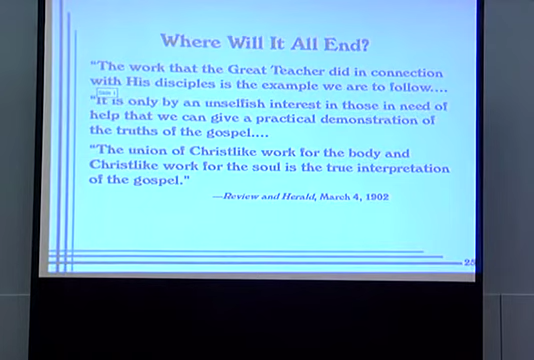 Where Will It All End?
"The work that the Great Teacher did in connection
with His disciples is the example we are to follow....
"It is only by an unselfish interest in those in need of
help that we can give a practical demonstration of
the truths of the gospel....
"The union of Christlike work for the body and
Christlike work for the soul is the true interpretation
of the gospel."
—Review and Herald, March 4, 1902